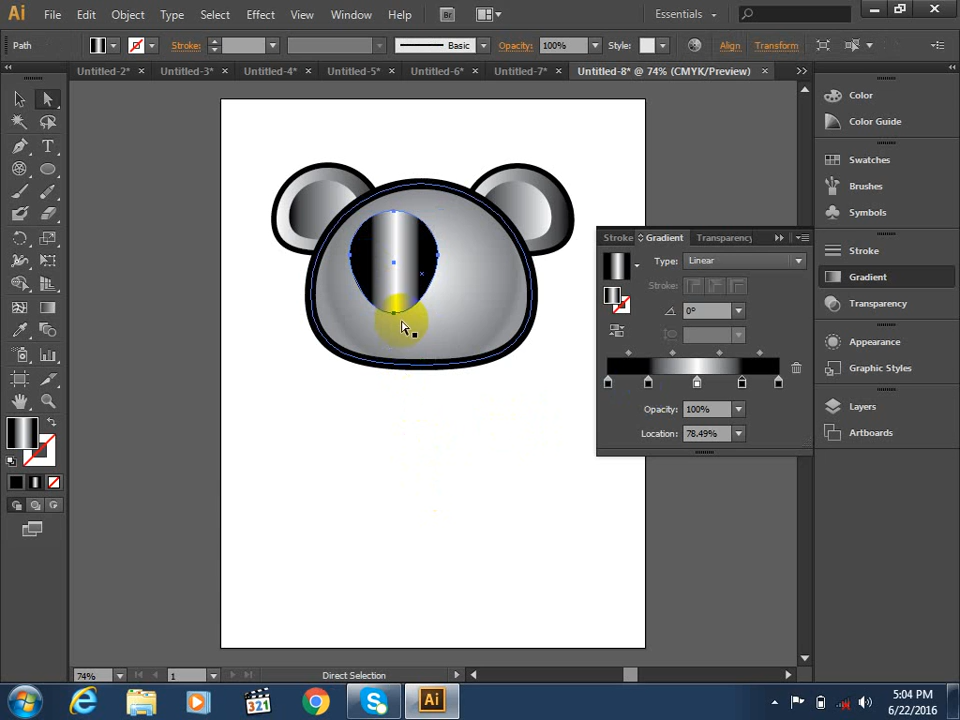 Ai File Edit Object Type Select Effect View Window Help Br Essentials
Path Stroke: Basic Opacity: 100% Style: Align Transform
Untitled-2* × Untitled-3* × Untitled-4* × Untitled-5* × Untitled-6* × Untitled-7* × Untitled-8* @ 74% (CMYK/Preview) ×
Color
Color Guide
Swatches
Brushes
Symbols
Stroke Gradient Transparency
Stroke
Type: Linear
Gradient
Stroke:
Transparency
0°
Appearance
Graphic Styles
Opacity: 100%
Layers
Location: 78.49%
Artboards
74% 1 Direct Selection
321 Ai 5:04 PM
6/22/2016